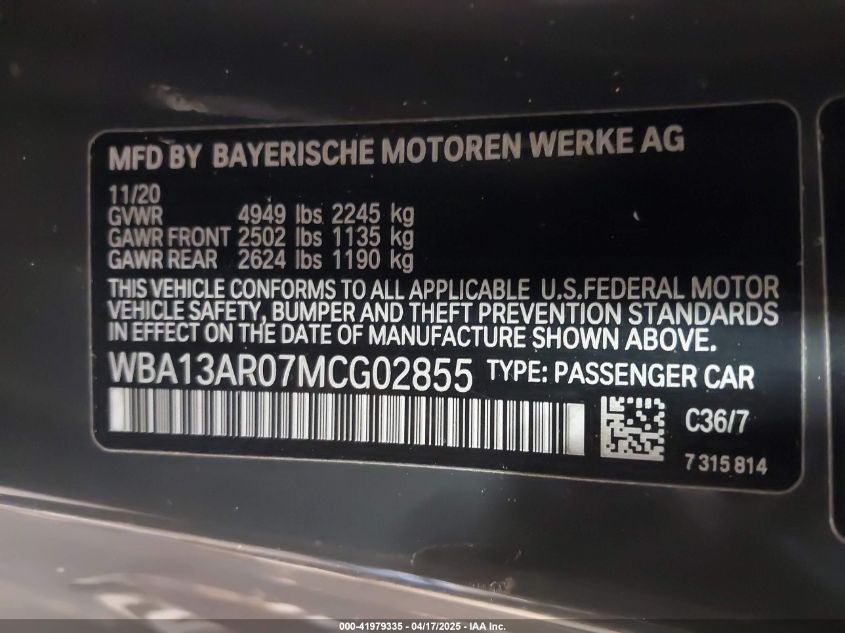 MFD BY BAYERISCHE MOTOREN WERKE AG
11/20
GVWR 4949 lbs 2245 kg
GAWR FRONT 2502 lbs 1135 kg
GAWR REAR 2624 lbs 1190 kg
THIS VEHICLE CONFORMS TO ALL APPLICABLE U.S.FEDERAL MOTOR
VEHICLE SAFETY, BUMPER AND THEFT PREVENTION STANDARDS
IN EFFECT ON THE DATE OF MANUFACTURE SHOWN ABOVE.
WBA13AR07MCG02855 TYPE: PASSENGER CAR
C36/7
7 315 814
000-41979335 - 04/17/2025 - IAA Inc.